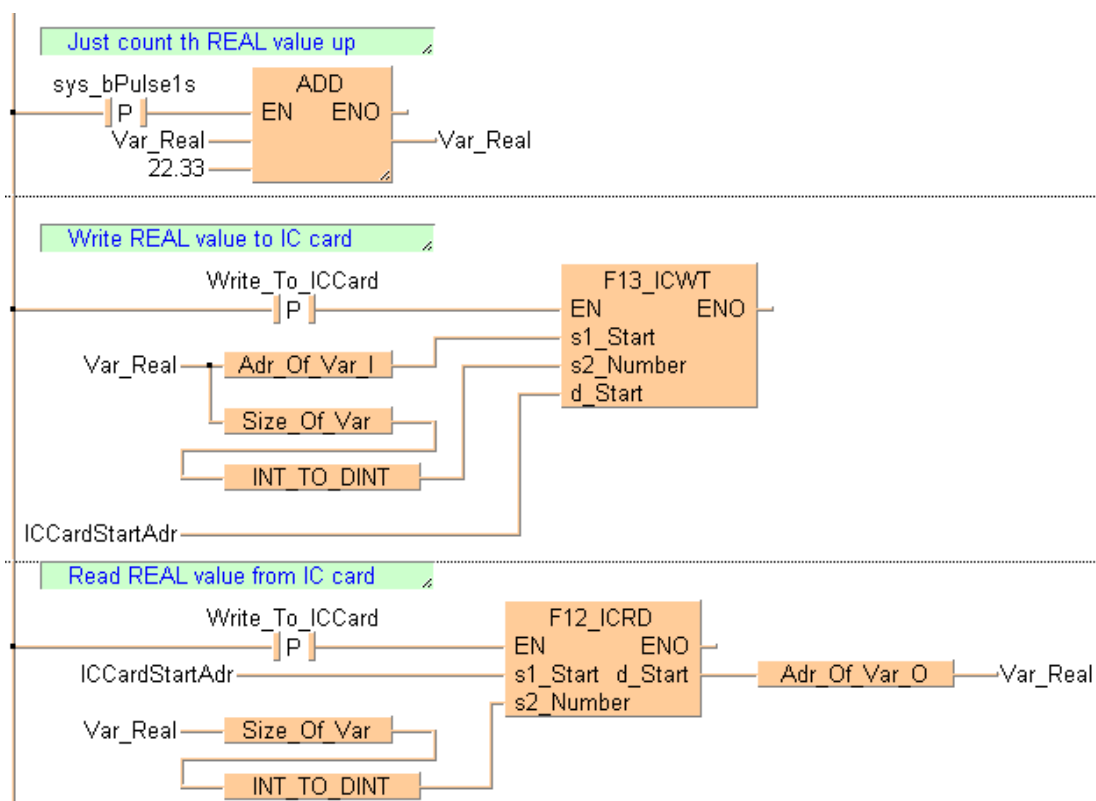 Just count th REAL value up
sys_bPulse1s
ADD
P
EN ENO
Var_Real
Var_Real
22.33
Write REAL value to IC card
Write_To_ICCard
F13_ICWT
P
EN ENO
s1_Start
Var_Real
Adr_Of_Var_I
s2_Number
d_Start
Size_Of_Var
INT_TO_DINT
ICCardStartAdr
Read REAL value from IC card
Write_To_ICCard
F12_ICRD
P
EN ENO
ICCardStartAdr
s1_Start d_Start
Adr_Of_Var_O
Var_Real
s2_Number
Var_Real
Size_Of_Var
INT_TO_DINT